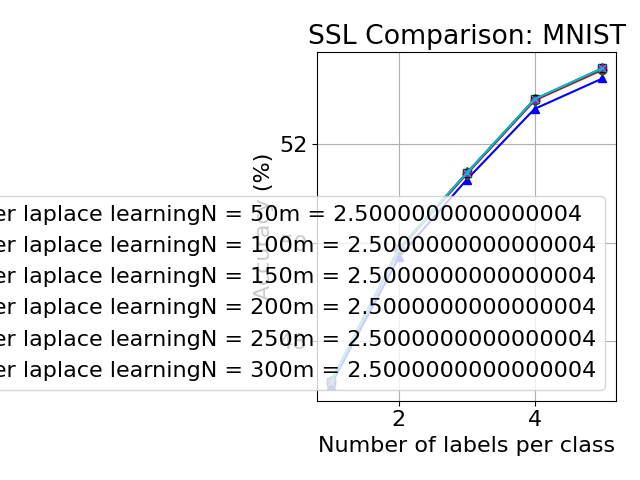 SSL Comparison: MNIST
52
Accuracy (%)
er laplace learningN = 50m = 2.5000000000000004
er laplace learningN = 100m = 2.5000000000000004
er laplace learningN = 150m = 2.5000000000000004
er laplace learningN = 200m = 2.5000000000000004
er laplace learningN = 250m = 2.5000000000000004
er laplace learningN = 300m = 2.5000000000000004
2 4
Number of labels per class